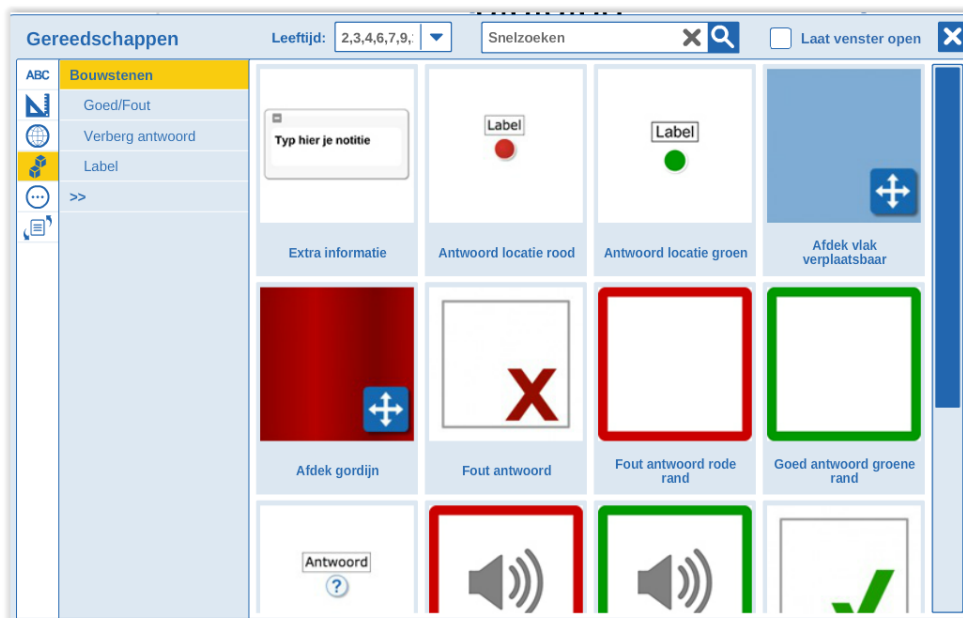 Gereedschappen
Leeftijd:
2,3,4,6,7,9,
Snelzoeken
Laat venster open
ABC
Bouwstenen
Goed/Fout
Verberg antwoord
Label
>>
Typ hier je notitie
Label
Label
Extra informatie
Antwoord locatie rood
Antwoord locatie groen
Afdek vlak
verplaatsbaar
Afdek gordijn
Fout antwoord
Fout antwoord rode
rand
Goed antwoord groene
rand
Antwoord
?